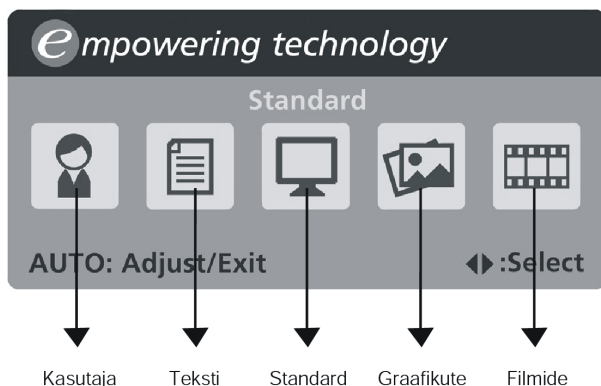 empowering technology
Standard
AUTO: Adjust/Exit ◀▶ :Select
Kasutaja Teksti Standard Graafikute Filmide